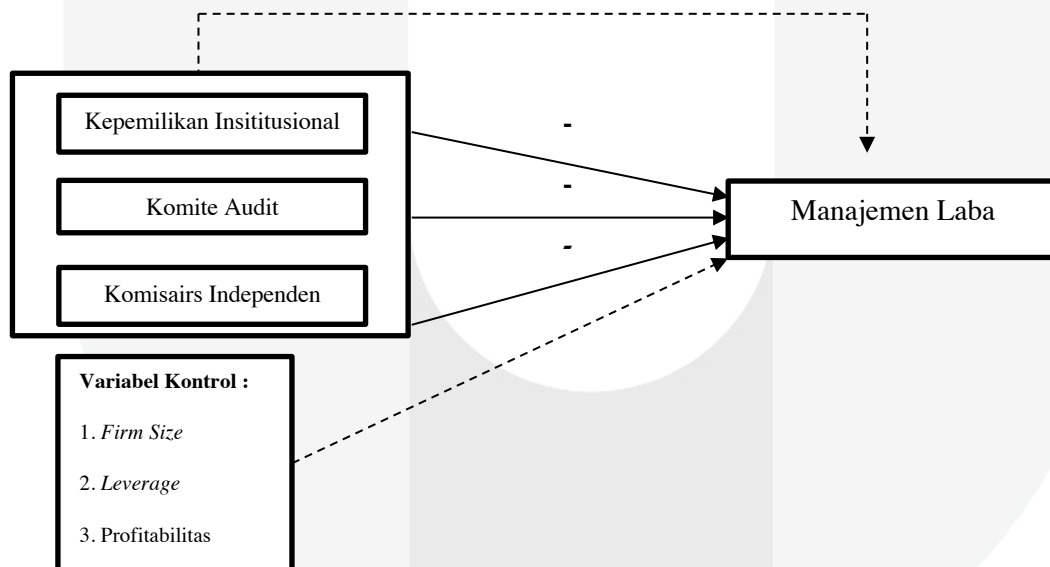 Kepemilikan Insititusional
-
Komite Audit
-
Manajemen Laba
-
Komisairs Independen
Variabel Kontrol :
1. Firm Size
2. Leverage
3. Profitabilitas